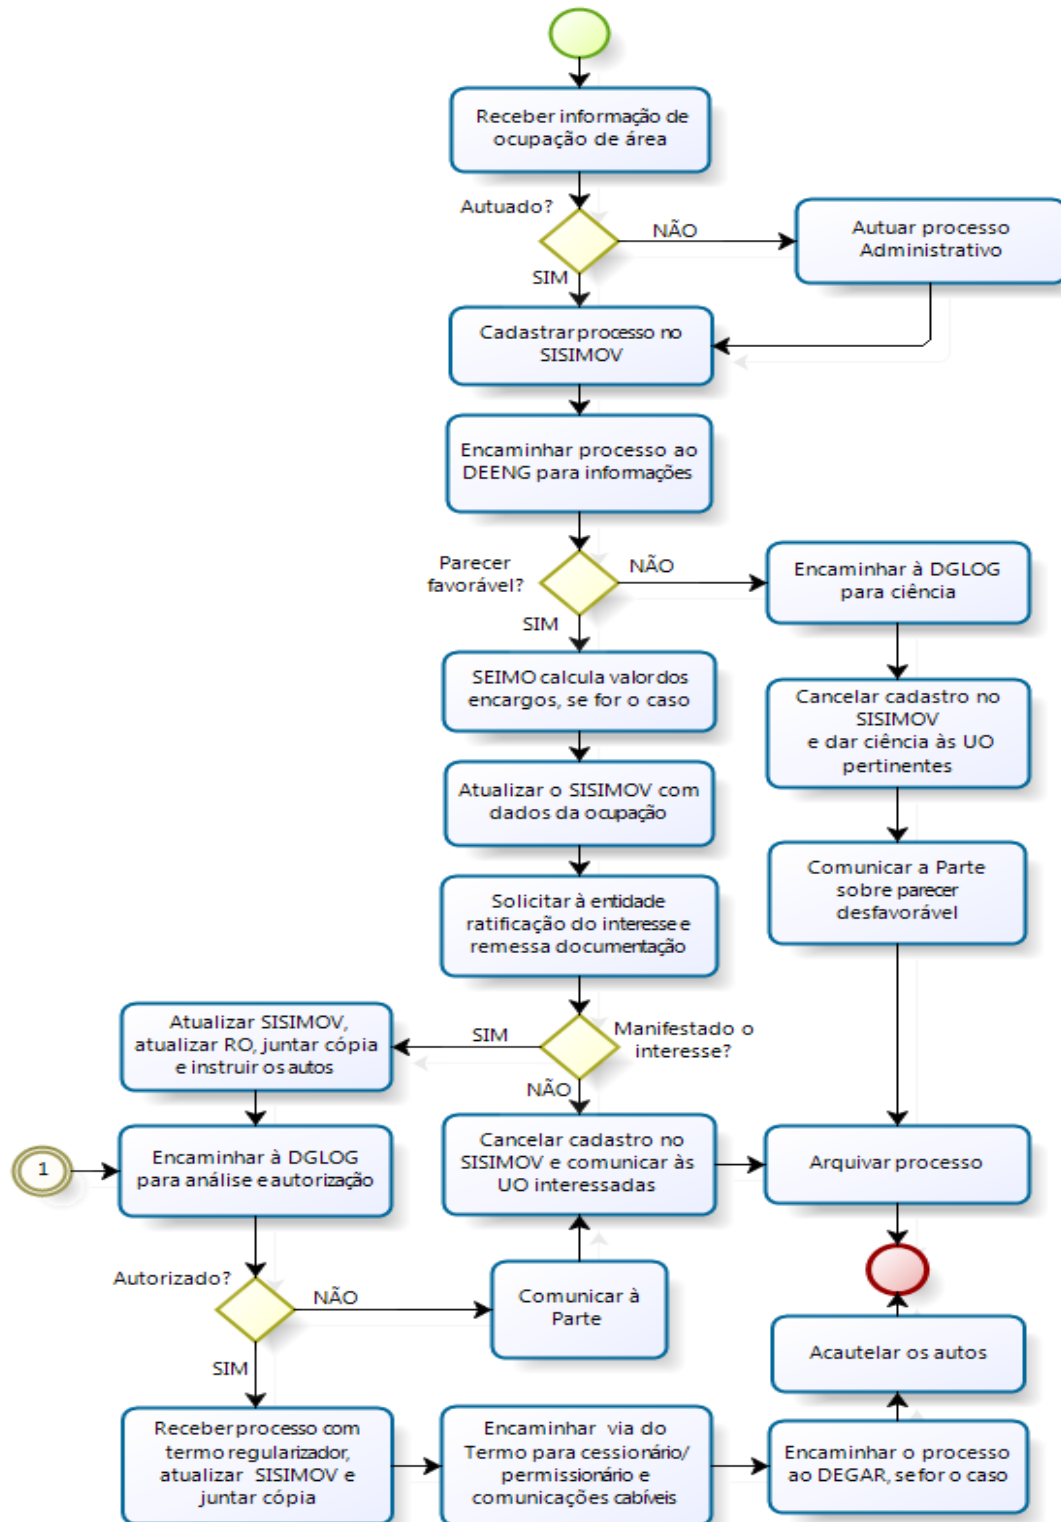 Receber informação de
ocupação de área
Autuado?
NÃO
Autuar processo
Administrativo
SIM
Cadastrar processo no
SISIMOV
Encaminhar processo ao
DEENG para informações
Parecer
favorável?
NÃO
Encaminhar à DGLOG
para ciência
SIM
SEIMO calcula valor dos
encargos, se for o caso
Cancelar cadastro no
SISIMOV
e dar ciência às UO
pertinentes
Atualizar o SISIMOV com
dados da ocupação
Comunicar a Parte
sobre parecer
desfavorável
Solicitar à entidade
ratificação do interesse e
remessa documentação
Manifestado o
interesse?
SIM
Atualizar SISIMOV,
atualizar RO, juntar cópia
e instruir os autos
NÃO
Cancelar cadastro no
SISIMOV e comunicar às
UO interessadas
Arquivar processo
1
Encaminhar à DGLOG
para análise e autorização
Autorizado?
NÃO
Comunicar à
Parte
SIM
Acautelar os autos
Receber processo com
termo regularizador,
atualizar SISIMOV e
juntar cópia
Encaminhar via do
Termo para cessionário/
permissionário e
comunicações cabíveis
Encaminhar o processo
ao DEGAR, se for o caso